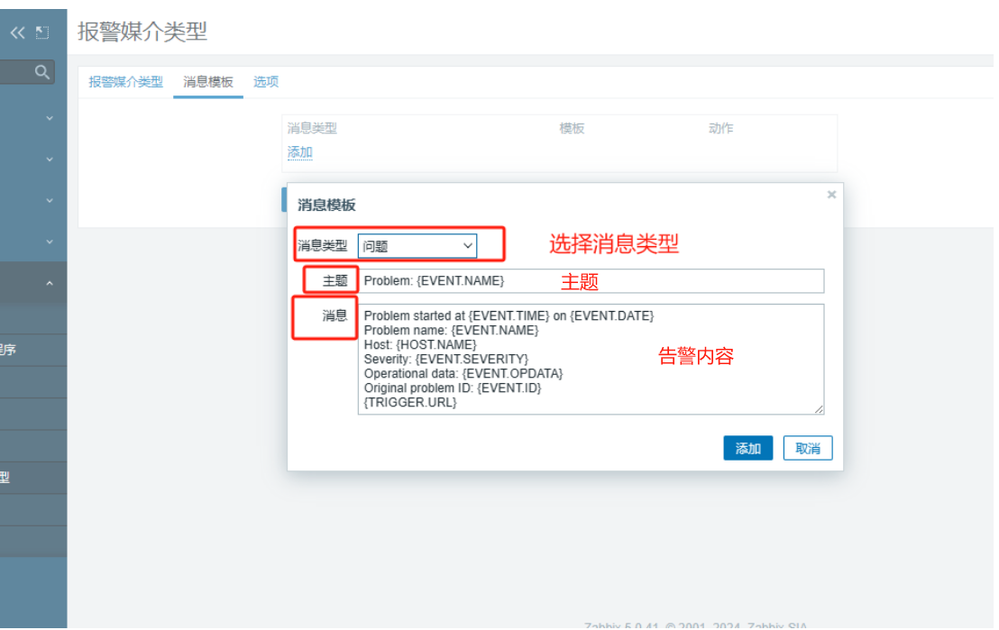 报警媒介类型
报警媒介类型 消息模板 选项
消息类型 模板 动作
添加
消息模板
消息类型 问题 选择消息类型
主题 Problem: {EVENT.NAME} 主题
消息 Problem started at {EVENT.TIME} on {EVENT.DATE}
Problem name: {EVENT.NAME}
Host: {HOST.NAME}
Severity: {EVENT.SEVERITY}
告警内容
Operational data: {EVENT.OPDATA}
Original problem ID: {EVENT.ID}
{TRIGGER.URL}
添加 取消
程序
型
Zabbix 5.0.41. © 2001–2024, Zabbix SIA